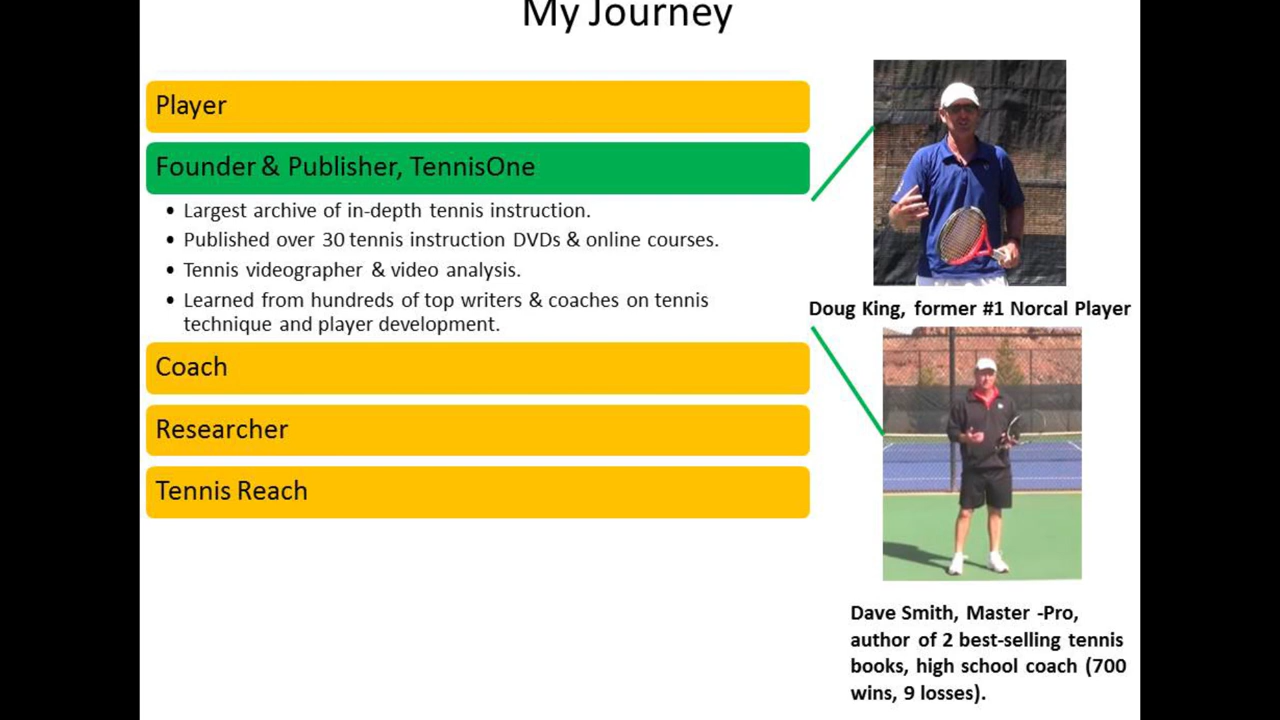 My Journey
Player
Founder & Publisher, TennisOne
• Largest archive of in-depth tennis instruction.
• Published over 30 tennis instruction DVDs & online courses.
• Tennis videographer & video analysis.
• Learned from hundreds of top writers & coaches on tennis
technique and player development.
Coach
Researcher
Tennis Reach
Doug King, former #1 Norcal Player
Dave Smith, Master -Pro,
author of 2 best-selling tennis
books, high school coach (700
wins, 9 losses).